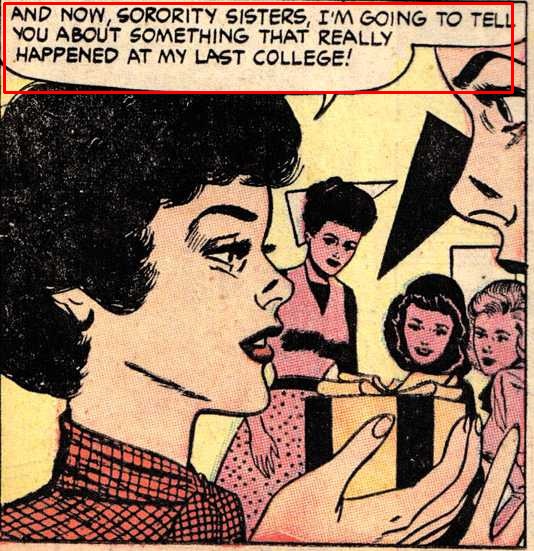 AND NOW, SORORITY SISTERS, I'M GOING TO TELL
YOU ABOUT SOMETHING THAT REALLY
HAPPENED AT MY LAST COLLEGE!